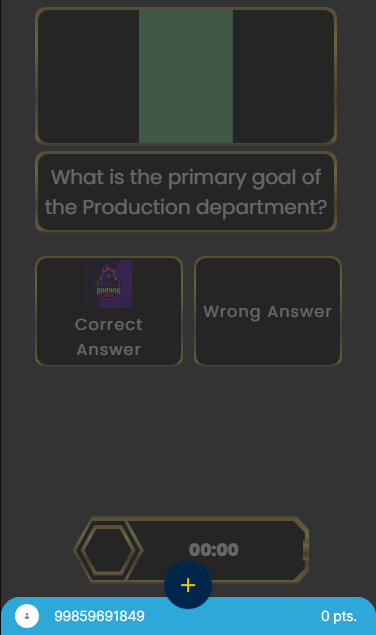 What is the primary goal of
the Production department?
GAMING
Correct
Answer
Wrong Answer
00:00
+
99859691849
0 pts.